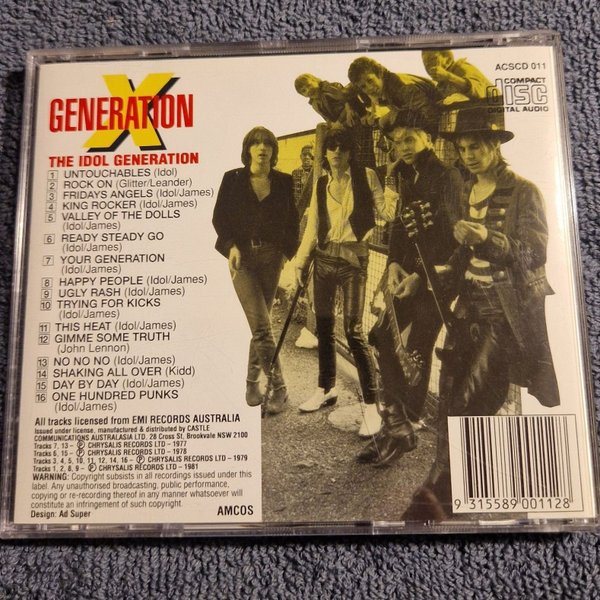 GENERATION X
THE IDOL GENERATION
1 UNTOUCHABLES (Idol)
2 ROCK ON (Glitter/Leander)
3 FRIDAYS ANGELS (Idol/James)
4 KING ROCKER (Idol/James)
5 VALLEY OF THE DOLLS
(Idol/James)
6 READY STEADY GO
(Idol/James)
7 YOUR GENERATION
(Idol/James)
8 HAPPY PEOPLE (Idol/James)
9 UGLY RASH (Idol/James)
10 TRYING FOR KICKS
(Idol/James)
11 THIS HEAT (Idol/James)
12 GIMME SOME TRUTH
(John Lennon)
13 NO NO NO (Idol/James)
14 SHAKING ALL OVER (Kidd)
15 DAY BY DAY (Idol/James)
16 ONE HUNDRED PUNKS
(Idol/James)
All tracks licensed from EMI RECORDS AUSTRALIA
Issued under license, manufactured & distributed by CASTLE
COMMUNICATIONS AUSTRALASIA LTD. 28 Cross St, Brookvale NSW 2100
Tracks 7, 13 – ℗ CHRYSALIS RECORDS LTD – 1977
Tracks 6, 15 – ℗ CHRYSALIS RECORDS LTD – 1978
Tracks 3, 4, 5, 10, 11, 12, 14, 16 – ℗ CHRYSALIS RECORDS LTD – 1979
Tracks 1, 2, 8, 9 – ℗ CHRYSALIS RECORDS LTD – 1981
WARNING: Copyright subsists in all recordings issued under this
label. Any unauthorised broadcasting, public performance,
copying or re-recording thereof in any manner whatsoever will
constitute an infringement of such copyright.
Design: Ad Super
AMCOS
ACSCD 011
COMPACT
disc
DIGITAL AUDIO
9 315589 001128